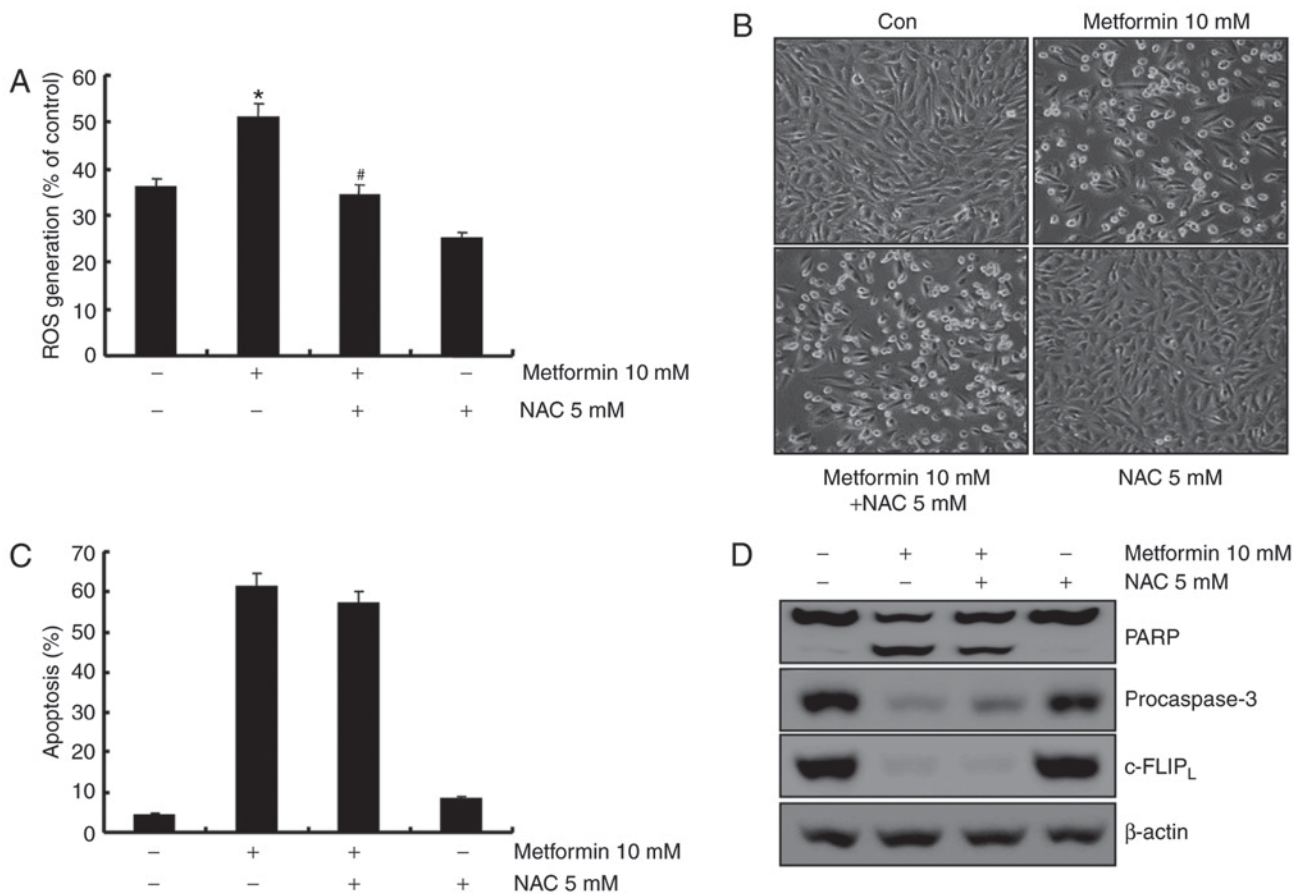 A
ROS generation (% of control)
60
50
40
30
20
10
0
*
#
– + + – Metformin 10 mM
– – + + NAC 5 mM
B
Con Metformin 10 mM
Metformin 10 mM
+NAC 5 mM
NAC 5 mM
C
Apoptosis (%)
70
60
50
40
30
20
10
0
– + + – Metformin 10 mM
– – + + NAC 5 mM
D
– + + – Metformin 10 mM
– – + + NAC 5 mM
PARP
Procaspase-3
c-FLIPL
β-actin